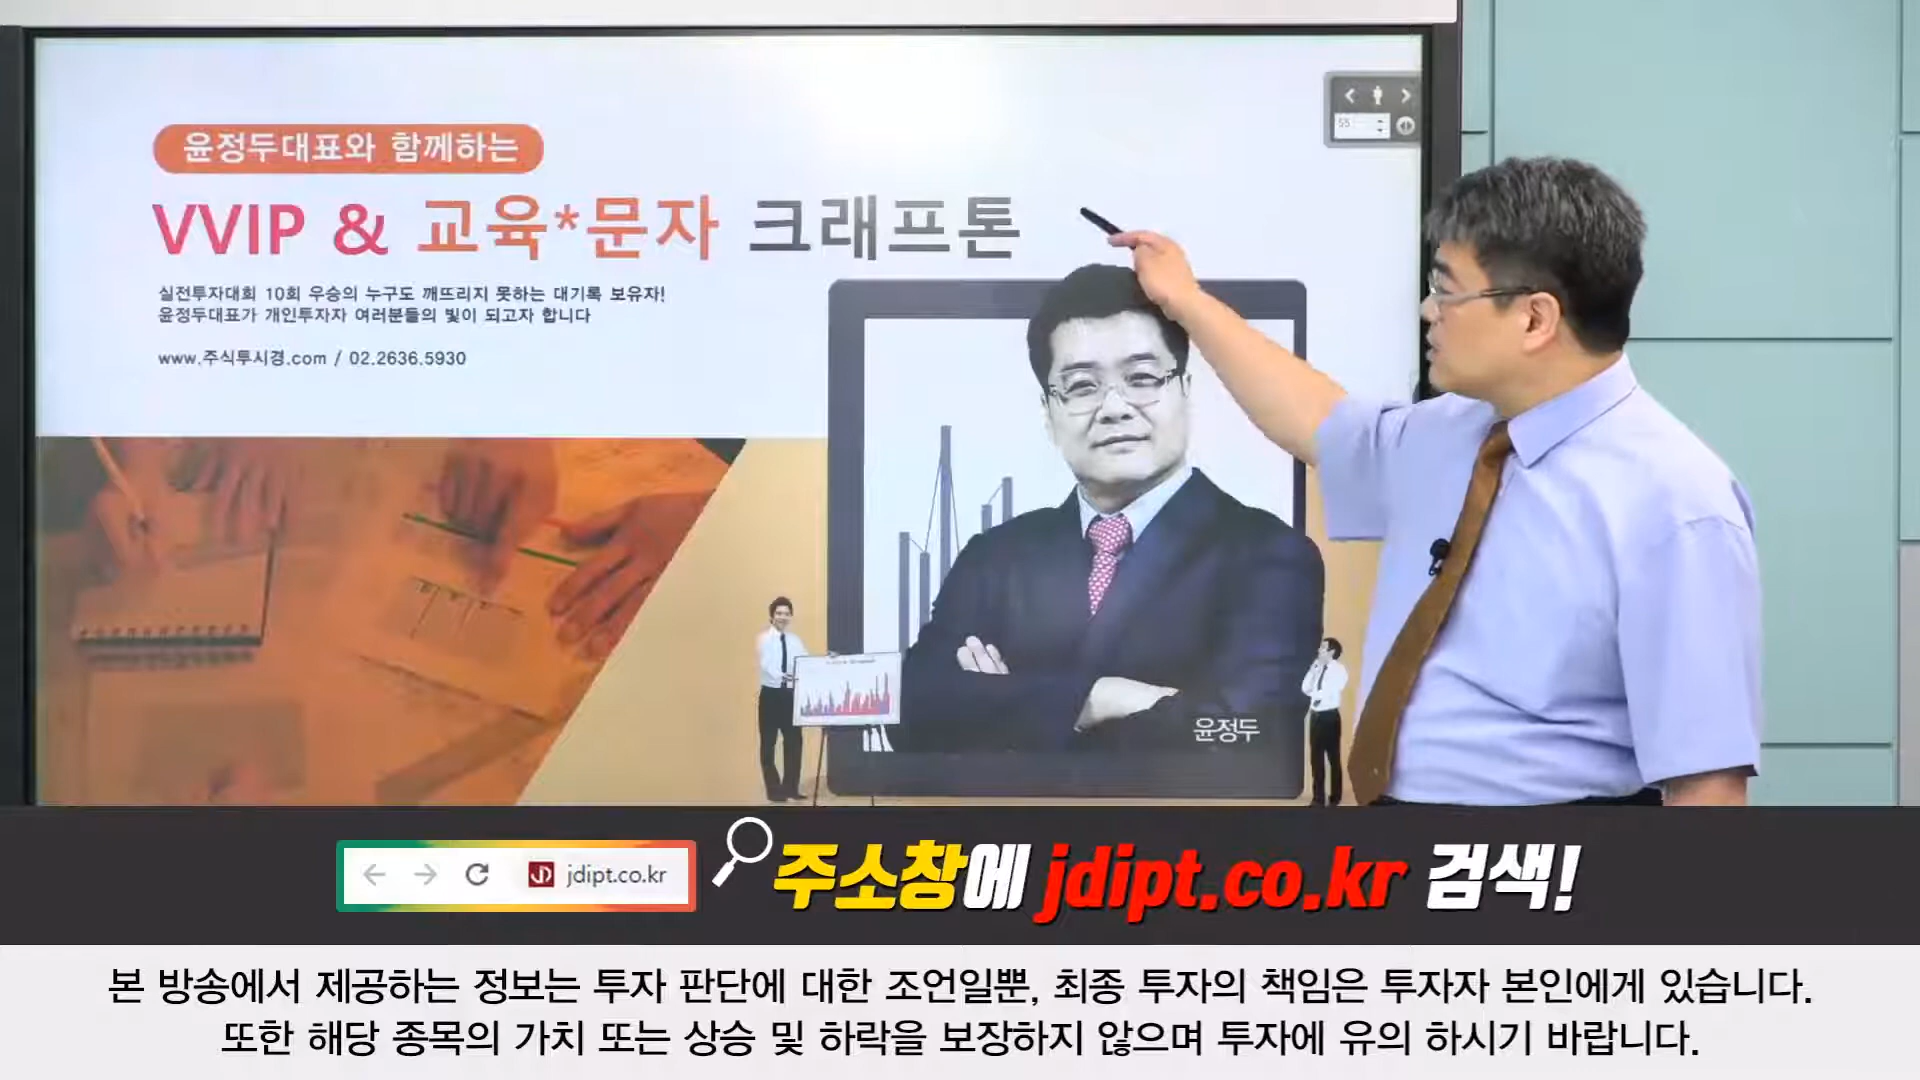 윤정두대표와 함께하는
VVIP & 교육*문자 크래프톤
실전투자대회 10회 우승의 누구도 깨뜨리지 못하는 대기록 보유자!
윤정두대표가 개인투자자 여러분들의 빛이 되고자 합니다
www.주식투시경.com / 02.2636.5930
55
윤정두
jdipt.co.kr
주소창에 jdipt.co.kr 검색!
본 방송에서 제공하는 정보는 투자 판단에 대한 조언일뿐, 최종 투자의 책임은 투자자 본인에게 있습니다.
또한 해당 종목의 가치 또는 상승 및 하락을 보장하지 않으며 투자에 유의 하시기 바랍니다.